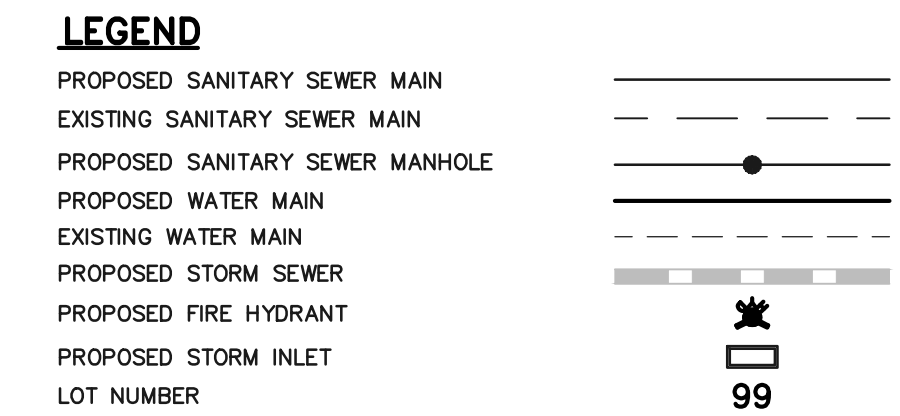 LEGEND
PROPOSED SANITARY SEWER MAIN
EXISTING SANITARY SEWER MAIN
PROPOSED SANITARY SEWER MANHOLE
PROPOSED WATER MAIN
EXISTING WATER MAIN
PROPOSED STORM SEWER
PROPOSED FIRE HYDRANT
PROPOSED STORM INLET
LOT NUMBER 99